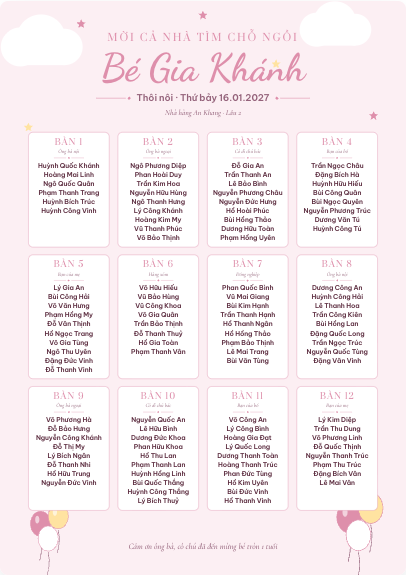 MỜI CẢ NHÀ TÌM CHỖ NGỒI
Bé Gia Khánh
Thôi nôi · Thứ bảy 16.01.2027
Nhà hàng An Khang · Lầu 2
BÀN 1
Ông bà nội
Huỳnh Quốc Khánh
Hoàng Mai Linh
Ngô Quốc Quân
Phạm Thanh Trang
Huỳnh Bích Trúc
Huỳnh Công Vinh
BÀN 2
Ông bà ngoại
Ngô Phương Diệp
Phan Hoài Duy
Trần Kim Hoa
Nguyễn Hữu Hùng
Ngô Thanh Hưng
Lý Công Khánh
Hoàng Kim My
Vũ Thanh Phúc
Võ Bảo Thịnh
BÀN 3
Cô dì chú bác
Đỗ Gia An
Trần Thanh An
Lê Bảo Bình
Nguyễn Phương Châu
Nguyễn Đức Hưng
Hồ Hoài Phúc
Bùi Hồng Thảo
Dương Hữu Toàn
Phạm Hồng Uyên
BÀN 4
Bạn của bố
Trần Ngọc Châu
Đặng Bích Hà
Huỳnh Hữu Hiếu
Bùi Công Quân
Bùi Ngọc Quyên
Nguyễn Phương Trúc
Dương Văn Tú
Huỳnh Công Tú
BÀN 5
Bạn của mẹ
Lý Gia An
Bùi Công Hải
Võ Văn Hưng
Phạm Hồng My
Đỗ Văn Thịnh
Hồ Ngọc Trang
Võ Gia Tùng
Ngô Thu Uyên
Đặng Đức Vinh
Đỗ Thanh Vinh
BÀN 6
Hàng xóm
Võ Hữu Hiếu
Vũ Bảo Hùng
Vũ Công Khoa
Võ Gia Quân
Trần Bảo Thịnh
Đỗ Thanh Thuỷ
Hồ Gia Toàn
Phạm Thanh Vân
BÀN 7
Đồng nghiệp
Phan Quốc Bình
Vũ Mai Giang
Bùi Kim Hạnh
Trần Thanh Hạnh
Hồ Thanh Ngân
Hồ Hồng Thảo
Phạm Bảo Thịnh
Lê Mai Trang
Bùi Văn Tùng
BÀN 8
Ông bà nội
Dương Công An
Huỳnh Công Hải
Lê Thanh Hoa
Trần Công Kiên
Bùi Hồng Lan
Đặng Quốc Long
Trần Ngọc Trúc
Nguyễn Quốc Tùng
Đặng Văn Vinh
BÀN 9
Ông bà ngoại
Võ Phương Hà
Đỗ Bảo Hưng
Nguyễn Công Khánh
Đỗ Thị My
Lý Bích Ngân
Đỗ Thanh Nhi
Hồ Hữu Trung
Nguyễn Đức Vinh
BÀN 10
Cô dì chú bác
Nguyễn Quốc An
Lê Hữu Bình
Dương Đức Khoa
Phan Hữu Khoa
Hồ Thu Lan
Phạm Thanh Lan
Huỳnh Hồng Linh
Bùi Quốc Thắng
Huỳnh Công Thắng
Lý Bích Thuỷ
BÀN 11
Bạn của bố
Võ Công An
Lý Công Bình
Hoàng Gia Đạt
Lý Quốc Long
Dương Thanh Toàn
Hoàng Thanh Trúc
Phan Đức Tùng
Hồ Kim Uyên
Bùi Đức Vinh
Hồ Thanh Vinh
BÀN 12
Bạn của mẹ
Lý Kim Diệp
Trần Thu Dung
Võ Phương Linh
Đỗ Quốc Thịnh
Nguyễn Thanh Trúc
Phạm Thu Trúc
Đặng Bích Vân
Lê Mai Vân
Cảm ơn ông bà, cô chú đã đến mừng bé tròn 1 tuổi